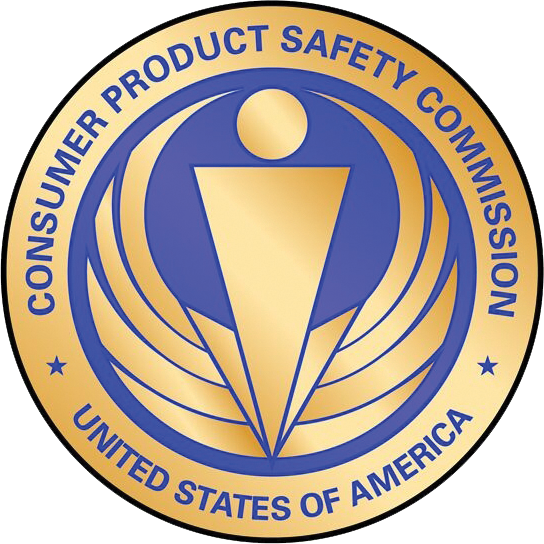 CONSUMER PRODUCT SAFETY COMMISSION
UNITED STATES OF AMERICA